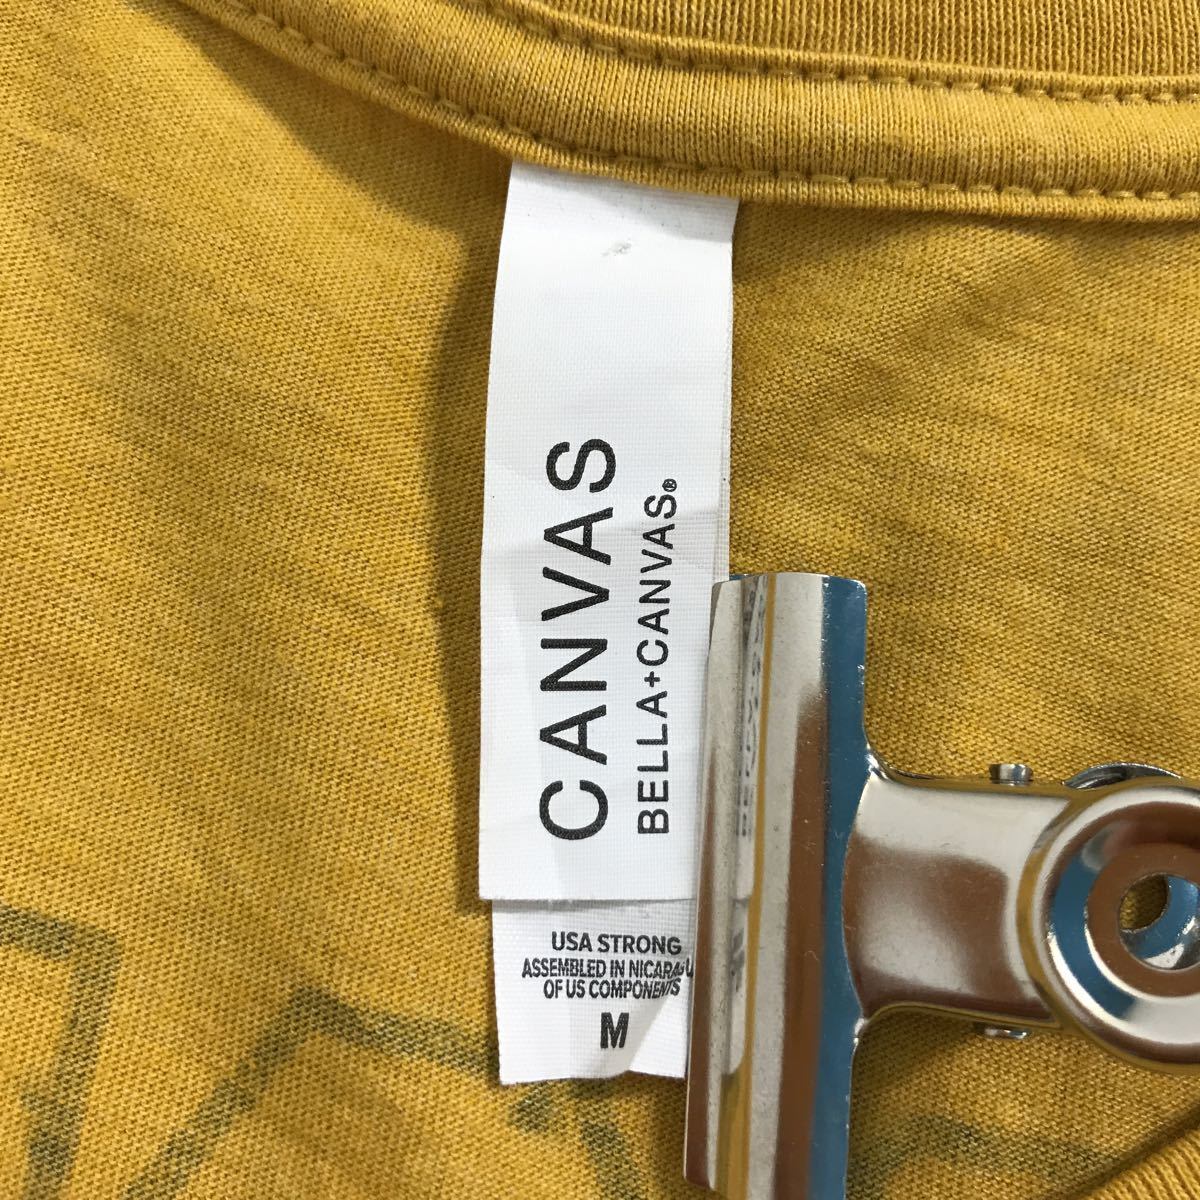 CANVAS
BELLA+CANVAS®
USA STRONG
ASSEMBLED IN NICARAGU
OF US COMPONENTS
M